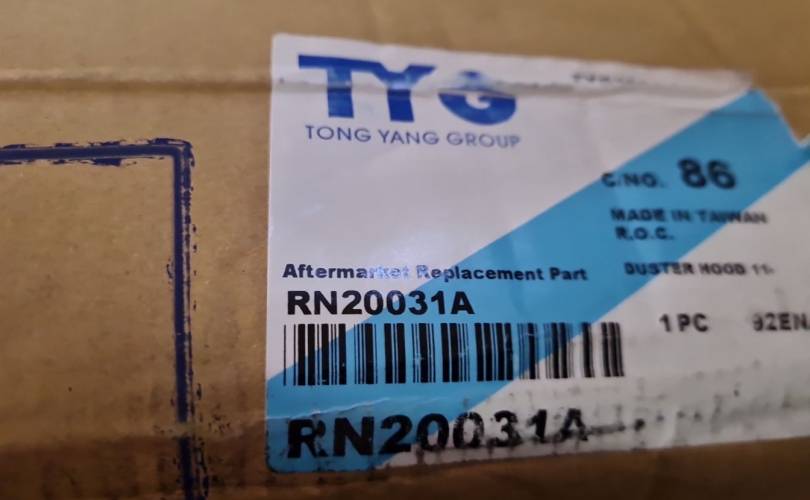 TYG
TONG YANG GROUP
C/NO. 86
MADE IN TAIWAN
R.O.C.
Aftermarket Replacement Part
DUSTER HOOD 11-
RN20031A
1 PC 92EN
RN20031A